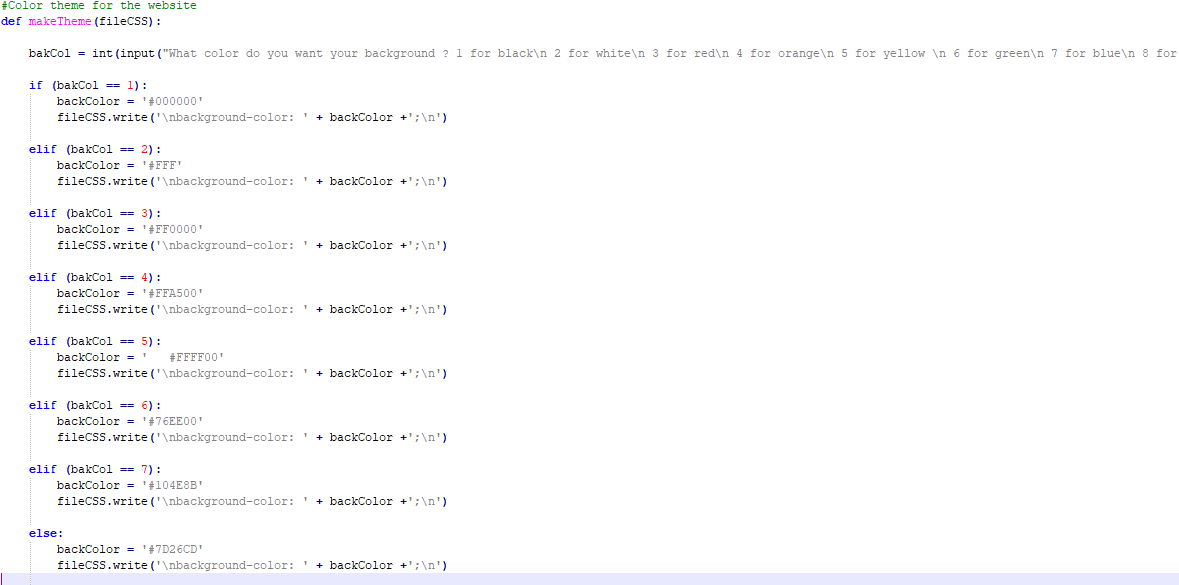 #Color theme for the website
def makeTheme(fileCSS):
bakCol = int(input("What color do you want your background ? 1 for black\n 2 for white\n 3 for red\n 4 for orange\n 5 for yellow \n 6 for green\n 7 for blue\n 8 for
if (bakCol == 1):
backColor = '#000000'
fileCSS.write('\nbackground-color: ' + backColor +';\n')
elif (bakCol == 2):
backColor = '#FFF'
fileCSS.write('\nbackground-color: ' + backColor +';\n')
elif (bakCol == 3):
backColor = '#FF0000'
fileCSS.write('\nbackground-color: ' + backColor +';\n')
elif (bakCol == 4):
backColor = '#FFA500'
fileCSS.write('\nbackground-color: ' + backColor +';\n')
elif (bakCol == 5):
backColor = '   #FFFF00'
fileCSS.write('\nbackground-color: ' + backColor +';\n')
elif (bakCol == 6):
backColor = '#76EE00'
fileCSS.write('\nbackground-color: ' + backColor +';\n')
elif (bakCol == 7):
backColor = '#104E8B'
fileCSS.write('\nbackground-color: ' + backColor +';\n')
else:
backColor = '#7D26CD'
fileCSS.write('\nbackground-color: ' + backColor +';\n')